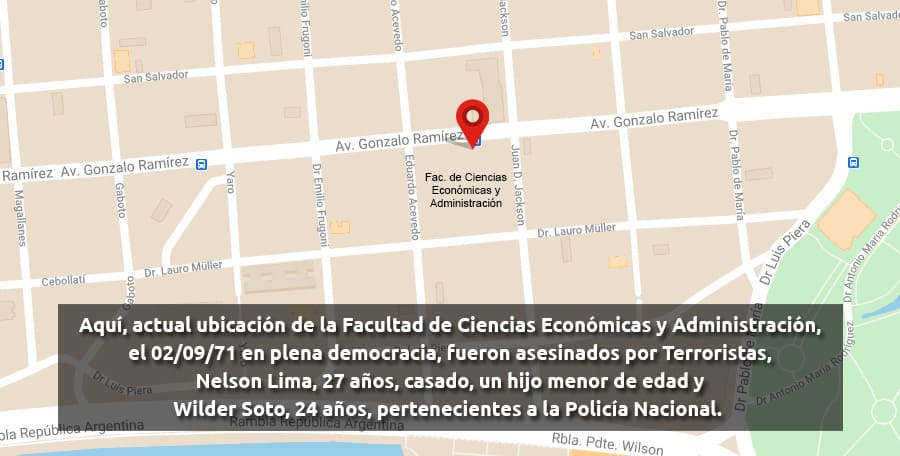 Gaboto
Emilio Frugoni
Acevedo
Jackson
Dr. Pablo de María
San Salvador
San Salvador
Av. Gonzalo Ramírez
Av. Gonzalo Ramírez
Ramírez
Av. Gonzalo Ramírez
Magallanes
Gaboto
Yaro
Dr Emilio Frugoni
Eduardo Acevedo
Juan D. Jackson
Dr. Pablo de María
Fac. de Ciencias
Económicas y
Administración
Dr. Lauro Müller
Dr. Lauro Müller
Cebollatí
Gaboto
Dr Luis Piera
Dr Antonio María Rodri
Aquí, actual ubicación de la Facultad de Ciencias Económicas y Administración,
el 02/09/71 en plena democracia, fueron asesinados por Terroristas,
Nelson Lima, 27 años, casado, un hijo menor de edad y
Wilder Soto, 24 años, pertenecientes a la Policía Nacional.
Dr Luis Piera
Piera
Dr Pablo de María
Dr Antonio María Rodríguez
bla República Argentina
Rambla República Argentina
Rbla. Pdte. Wilson